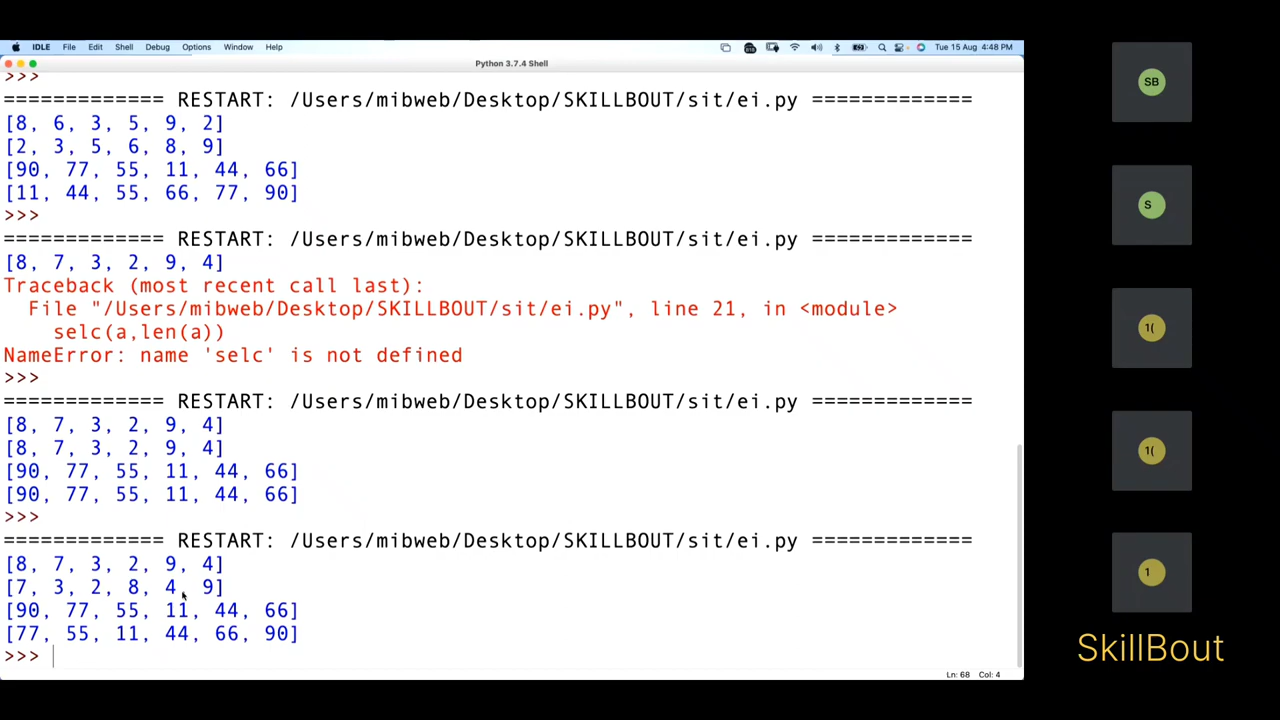 IDLE File Edit Shell Debug Options Window Help Tue 15 Aug 4:48 PM
Python 3.7.4 Shell
>>>
============= RESTART: /Users/mibweb/Desktop/SKILLBOUT/sit/ei.py =============
[8, 6, 3, 5, 9, 2]
[2, 3, 5, 6, 8, 9]
[90, 77, 55, 11, 44, 66]
[11, 44, 55, 66, 77, 90]
>>>
============= RESTART: /Users/mibweb/Desktop/SKILLBOUT/sit/ei.py =============
[8, 7, 3, 2, 9, 4]
Traceback (most recent call last):
  File "/Users/mibweb/Desktop/SKILLBOUT/sit/ei.py", line 21, in <module>
    selc(a,len(a))
NameError: name 'selc' is not defined
>>>
============= RESTART: /Users/mibweb/Desktop/SKILLBOUT/sit/ei.py =============
[8, 7, 3, 2, 9, 4]
[8, 7, 3, 2, 9, 4]
[90, 77, 55, 11, 44, 66]
[90, 77, 55, 11, 44, 66]
>>>
============= RESTART: /Users/mibweb/Desktop/SKILLBOUT/sit/ei.py =============
[8, 7, 3, 2, 9, 4]
[7, 3, 2, 8, 4, 9]
[90, 77, 55, 11, 44, 66]
[77, 55, 11, 44, 66, 90]
>>>
Ln: 68 Col: 4
SB
S
1(
1(
1
SkillBout